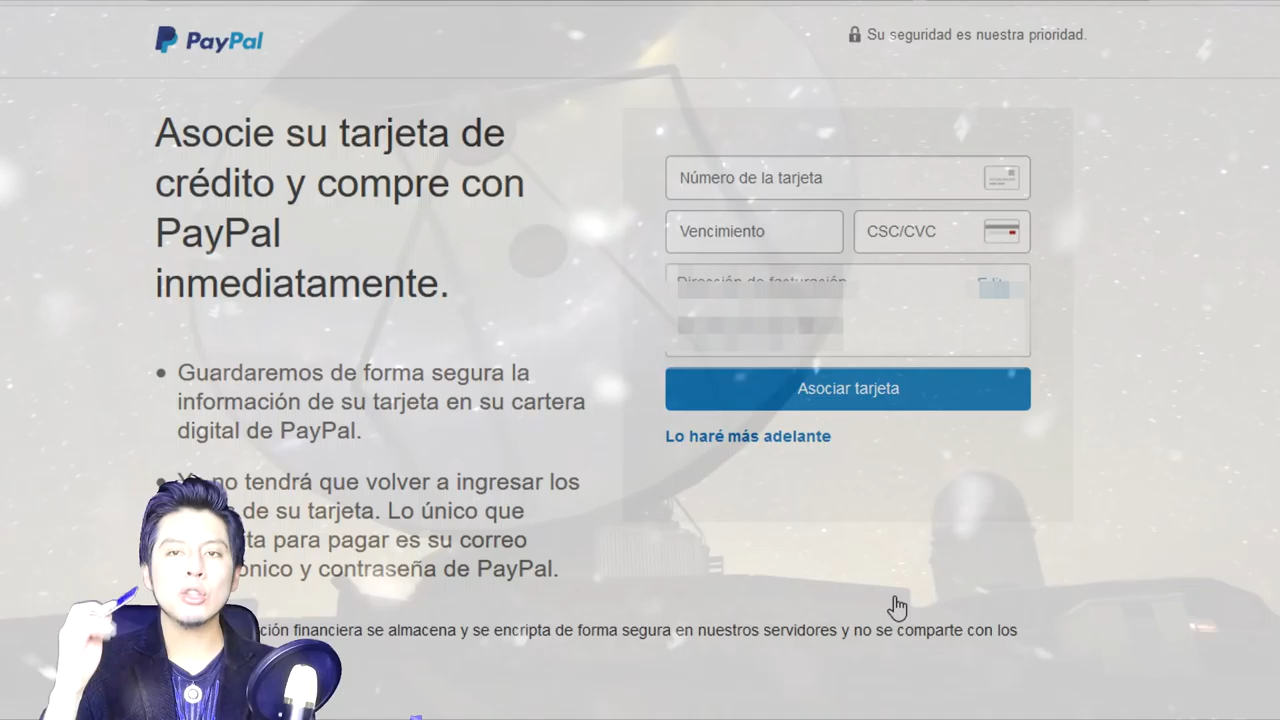 PayPal
Su seguridad es nuestra prioridad.
Asocie su tarjeta de
crédito y compre con
PayPal
inmediatamente.
Número de la tarjeta
Vencimiento
CSC/CVC
Dirección de facturación
Asociar tarjeta
Lo haré más adelante
• Guardaremos de forma segura la
información de su tarjeta en su cartera
digital de PayPal.
• no tendrá que volver a ingresar los
de su tarjeta. Lo único que
para pagar es su correo
y contraseña de PayPal.
financiera se almacena y se encripta de forma segura en nuestros servidores y no se comparte con los